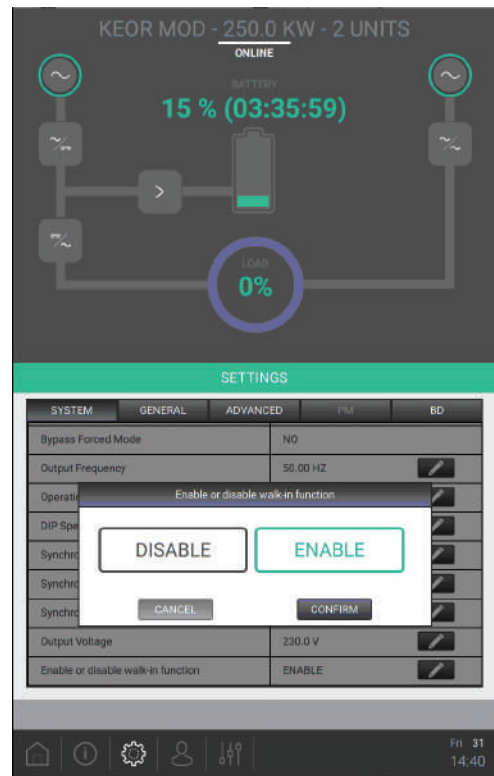 KEOR MOD - 250.0 KW - 2 UNITS
ONLINE
BATTERY
15 % (03:35:59)
LOAD
0%
SETTINGS
SYSTEM GENERAL ADVANCED PM BD
Bypass Forced Mode NO
Output Frequency 50.00 HZ
Enable or disable walk-in function
DIP
DISABLE ENABLE
CANCEL CONFIRM
Output Voltage 230.0 V
Enable or disable walk-in function ENABLE
Fri 31
14:40